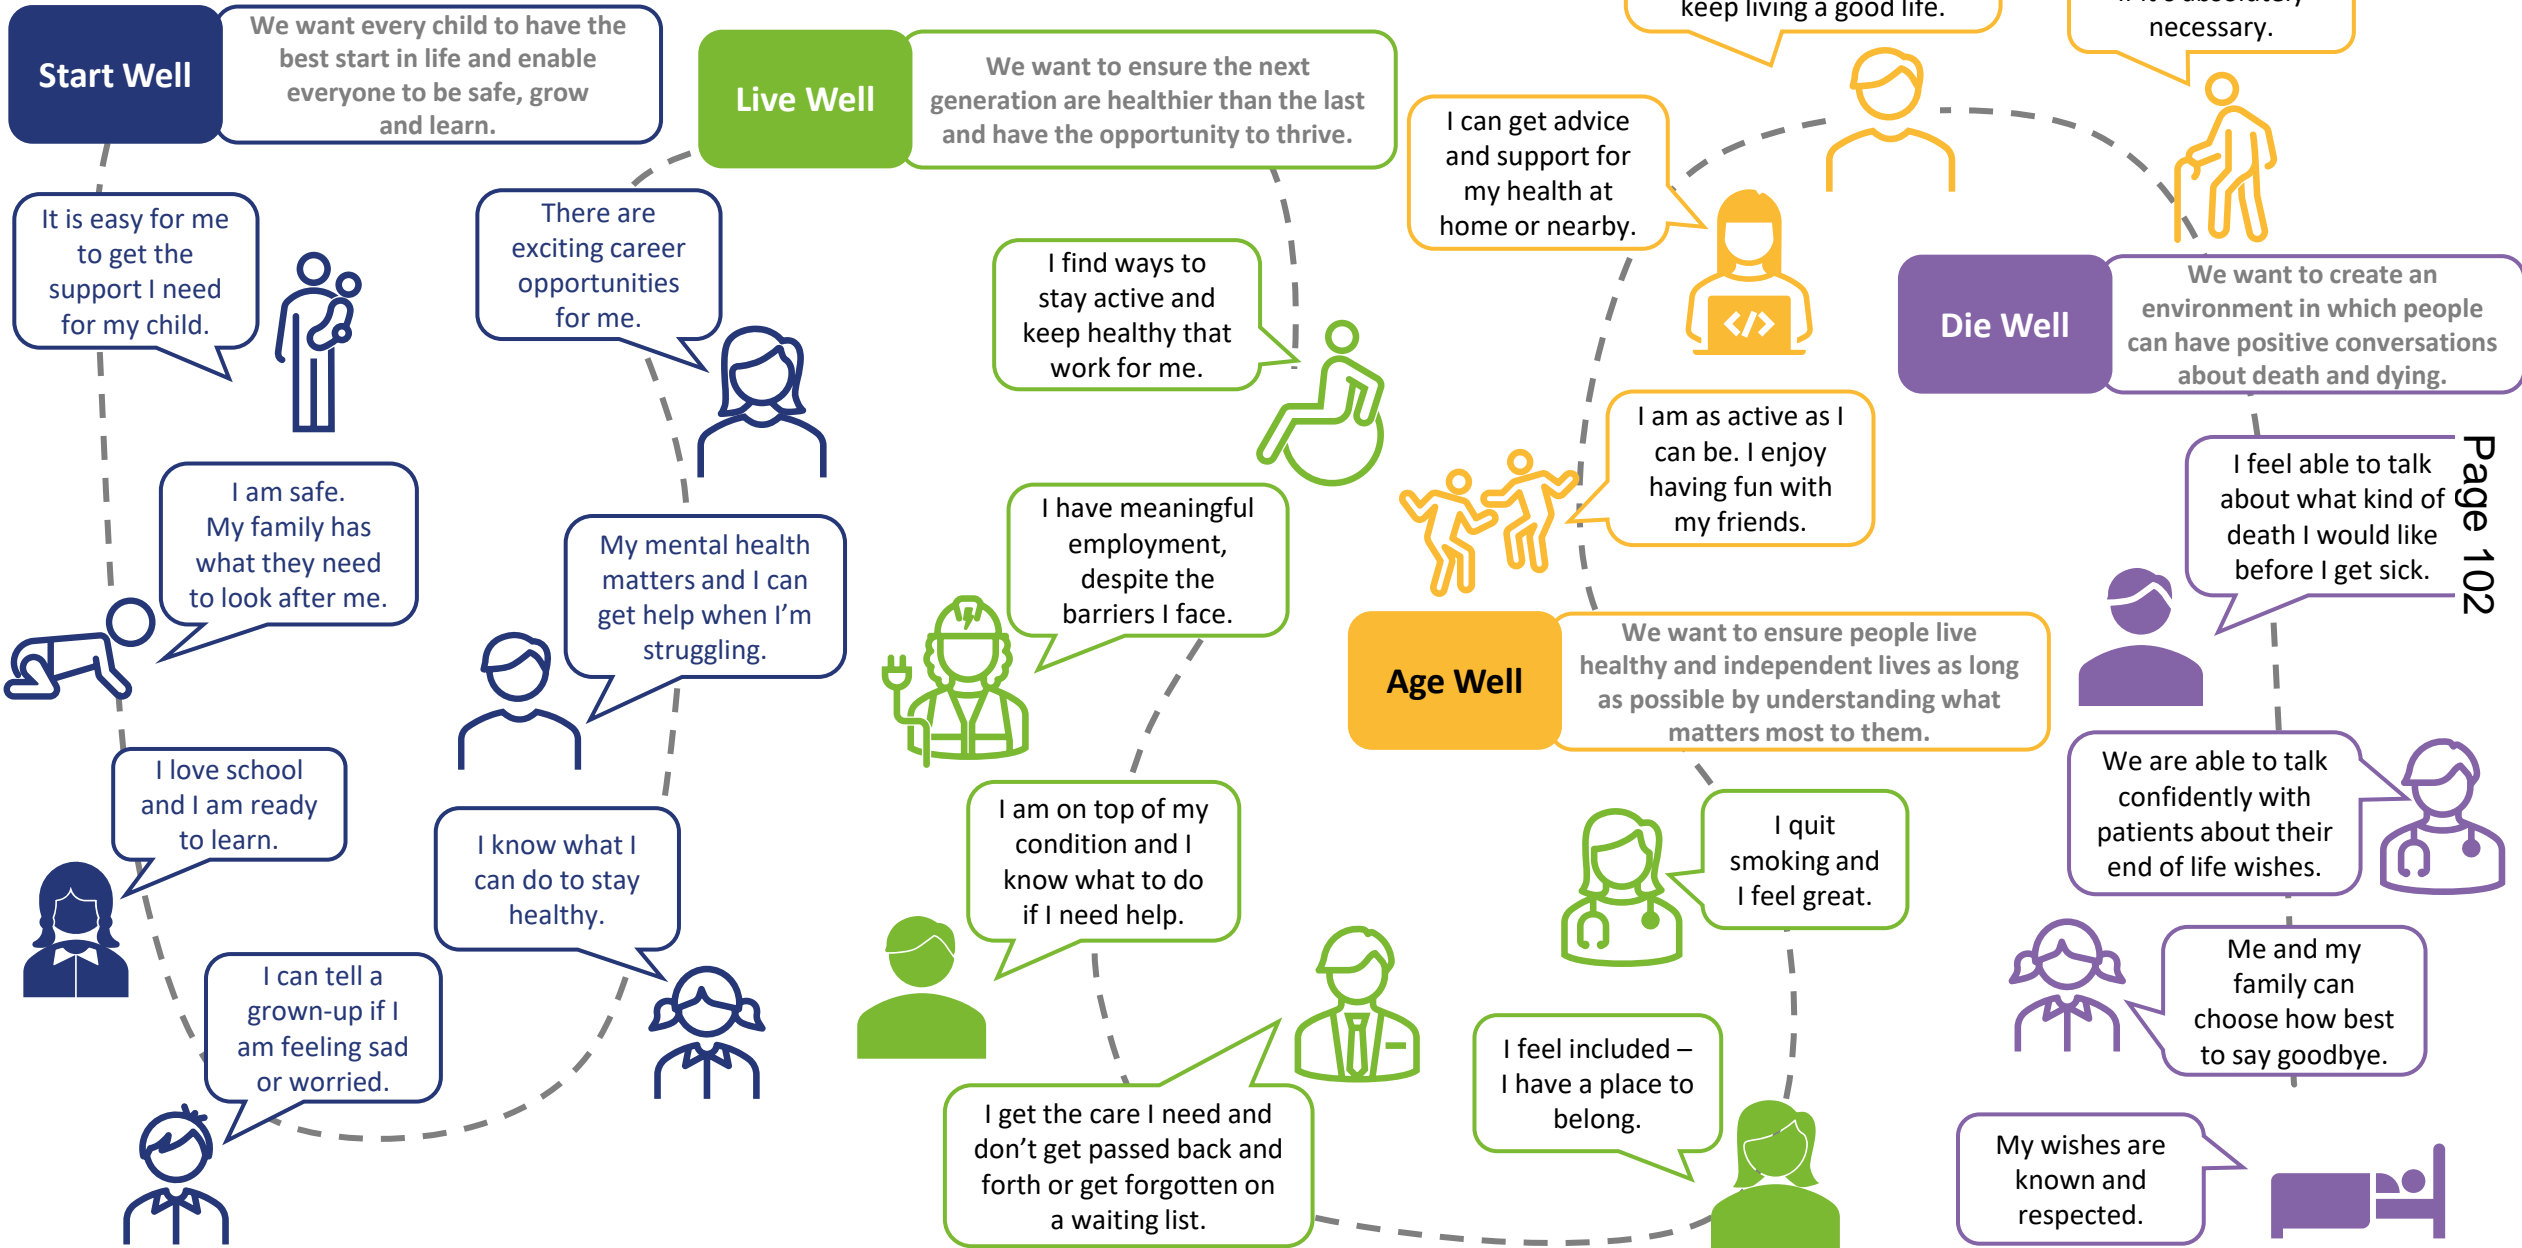 Start Well
We want every child to have the
best start in life and enable
everyone to be safe, grow
and learn.
It is easy for me
to get the
support I need
for my child.
I am safe.
My family has
what they need
to look after me.
I love school
and I am ready
to learn.
I can tell a
grown-up if I
am feeling sad
or worried.
I know what I
can do to stay
healthy.
My mental health
matters and I can
get help when I’m
struggling.
There are
exciting career
opportunities
for me.
Live Well
We want to ensure the next
generation are healthier than the last
and have the opportunity to thrive.
I find ways to
stay active and
keep healthy that
work for me.
I have meaningful
employment,
despite the
barriers I face.
I am on top of my
condition and I
know what to do
if I need help.
I get the care I need and
don’t get passed back and
forth or get forgotten on
a waiting list.
I feel included –
I have a place to
belong.
I quit
smoking and
I feel great.
Age Well
We want to ensure people live
healthy and independent lives as long
as possible by understanding what
matters most to them.
I am as active as I
can be. I enjoy
having fun with
my friends.
I can get advice
and support for
my health at
home or nearby.
</>
keep living a good life.
if it’s absolutely
necessary.
Die Well
We want to create an
environment in which people
can have positive conversations
about death and dying.
I feel able to talk
about what kind of
death I would like
before I get sick.
We are able to talk
confidently with
patients about their
end of life wishes.
Me and my
family can
choose how best
to say goodbye.
My wishes are
known and
respected.
Page 102